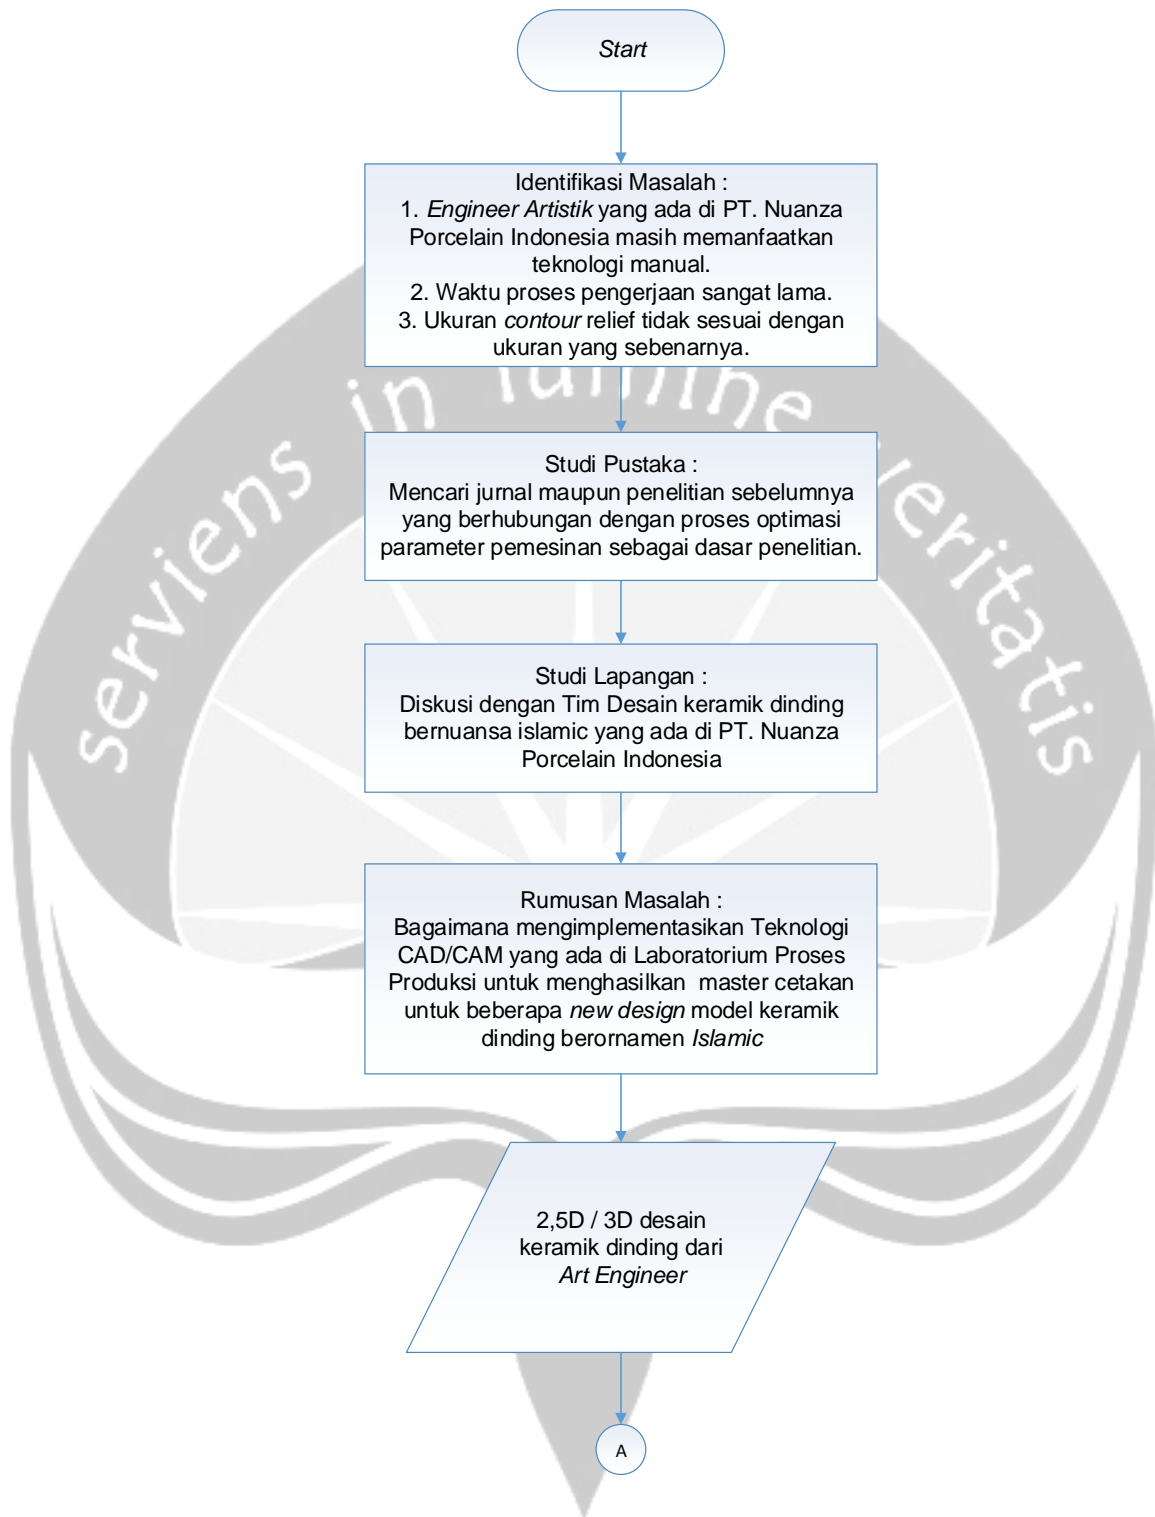 Start
Identifikasi Masalah :
1. Engineer Artistik yang ada di PT. Nuanza
Porcelain Indonesia masih memanfaatkan
teknologi manual.
2. Waktu proses pengerjaan sangat lama.
3. Ukuran contour relief tidak sesuai dengan
ukuran yang sebenarnya.
serviens in lumine veritatis
Studi Pustaka :
Mencari jurnal maupun penelitian sebelumnya
yang berhubungan dengan proses optimasi
parameter pemesinan sebagai dasar penelitian.
Studi Lapangan :
Diskusi dengan Tim Desain keramik dinding
bernuansa islamic yang ada di PT. Nuanza
Porcelain Indonesia
Rumusan Masalah :
Bagaimana mengimplementasikan Teknologi
CAD/CAM yang ada di Laboratorium Proses
Produksi untuk menghasilkan  master cetakan
untuk beberapa new design model keramik
dinding berornamen Islamic
2,5D / 3D desain
keramik dinding dari
Art Engineer
A